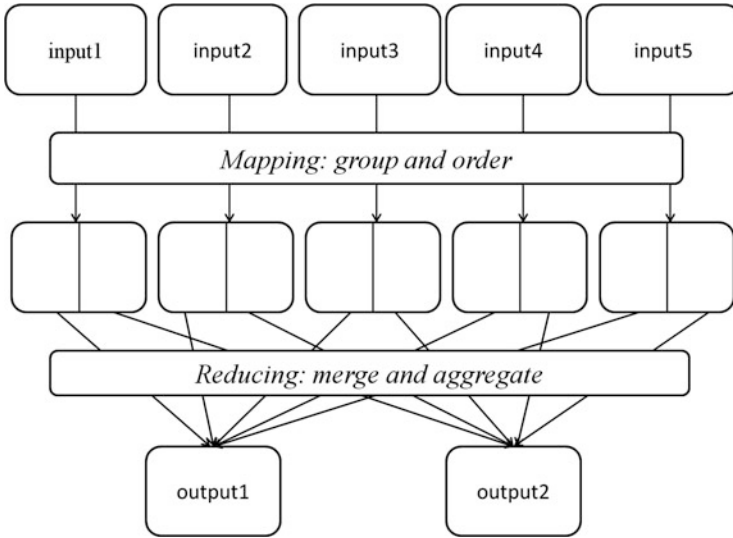 input1
input2
input3
input4
input5
Mapping: group and order
Reducing: merge and aggregate
output1
output2